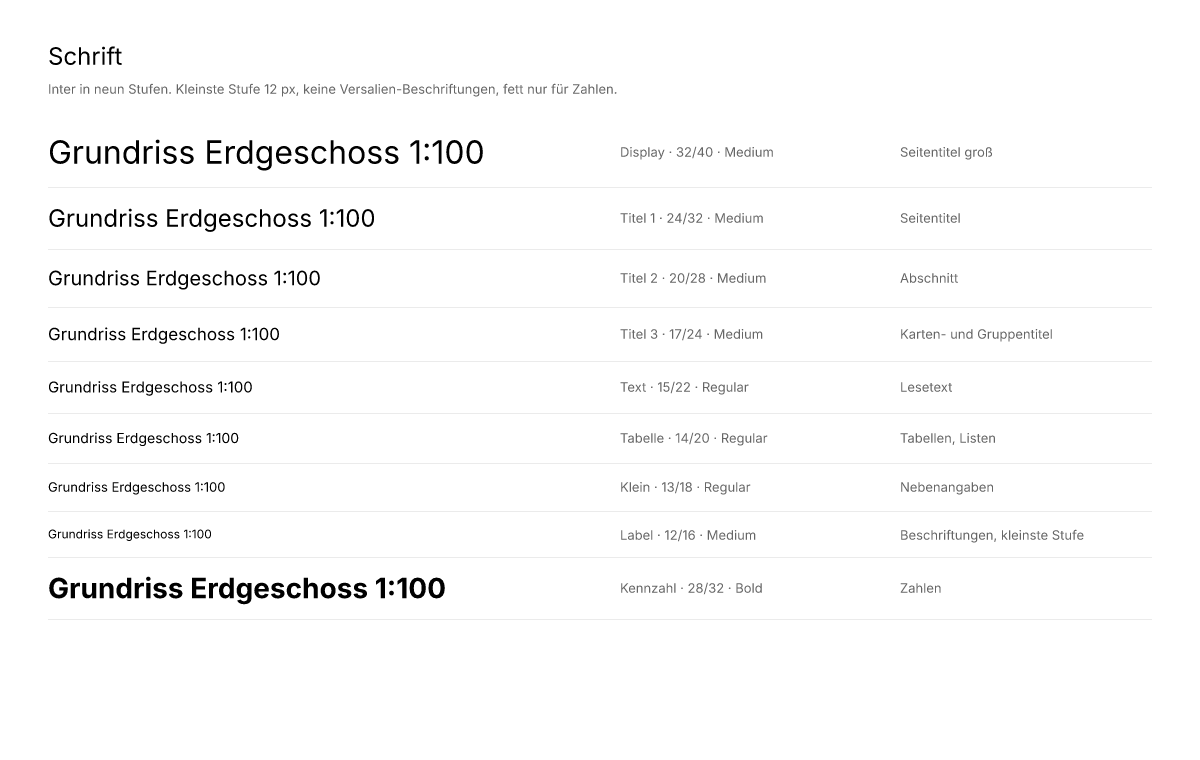 Schrift
Inter in neun Stufen. Kleinste Stufe 12 px, keine Versalien-Beschriftungen, fett nur für Zahlen.
Grundriss Erdgeschoss 1:100 Display · 32/40 · Medium Seitentitel groß
Grundriss Erdgeschoss 1:100 Titel 1 · 24/32 · Medium Seitentitel
Grundriss Erdgeschoss 1:100 Titel 2 · 20/28 · Medium Abschnitt
Grundriss Erdgeschoss 1:100 Titel 3 · 17/24 · Medium Karten- und Gruppentitel
Grundriss Erdgeschoss 1:100 Text · 15/22 · Regular Lesetext
Grundriss Erdgeschoss 1:100 Tabelle · 14/20 · Regular Tabellen, Listen
Grundriss Erdgeschoss 1:100 Klein · 13/18 · Regular Nebenangaben
Grundriss Erdgeschoss 1:100 Label · 12/16 · Medium Beschriftungen, kleinste Stufe
Grundriss Erdgeschoss 1:100 Kennzahl · 28/32 · Bold Zahlen